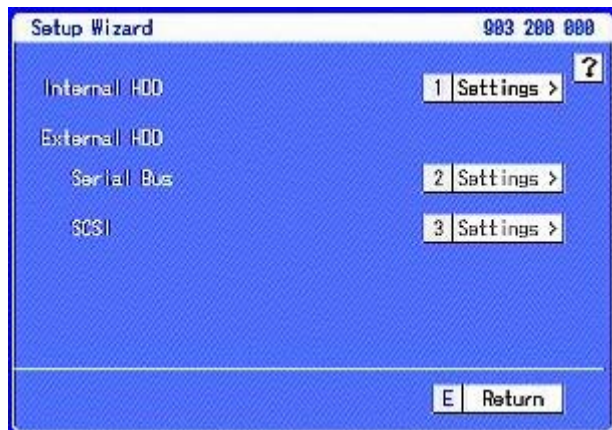 Setup Wizard 903 200 000
?
Internal HDD 1 Settings >
External HDD
Serial Bus 2 Settings >
SCSI 3 Settings >
E Return